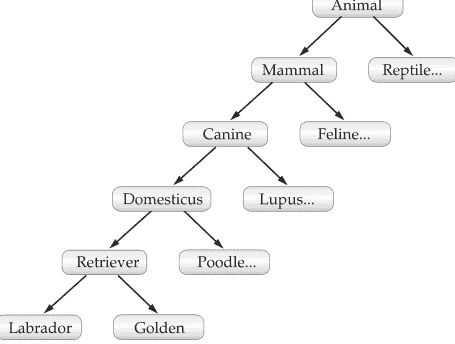 Animal
Mammal
Reptile...
Canine
Feline...
Domesticus
Lupus...
Retriever
Poodle...
Labrador
Golden